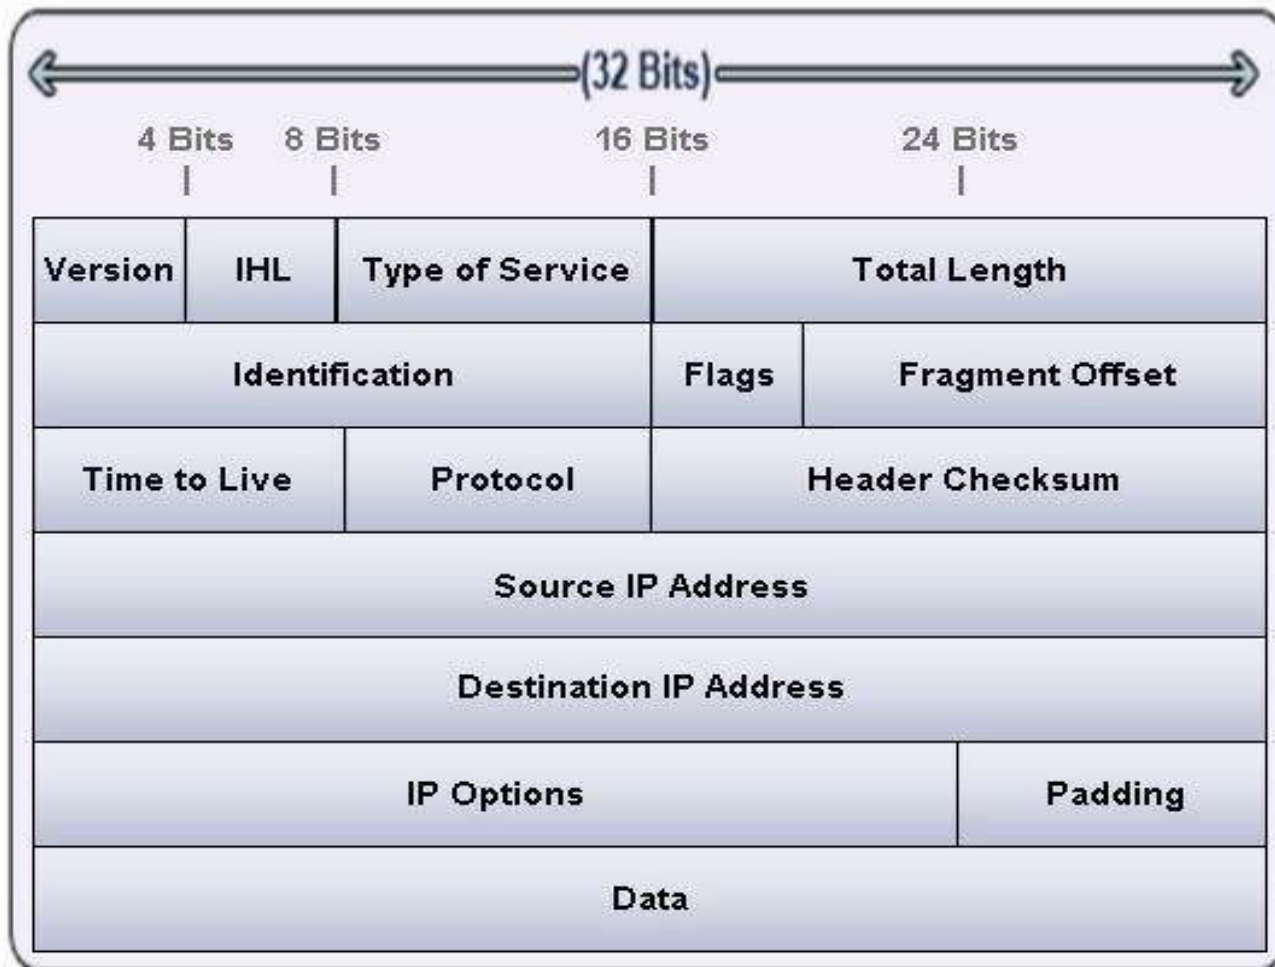 (32 Bits)
4 Bits 8 Bits 16 Bits 24 Bits
Version IHL Type of Service Total Length
Identification Flags Fragment Offset
Time to Live Protocol Header Checksum
Source IP Address
Destination IP Address
IP Options Padding
Data